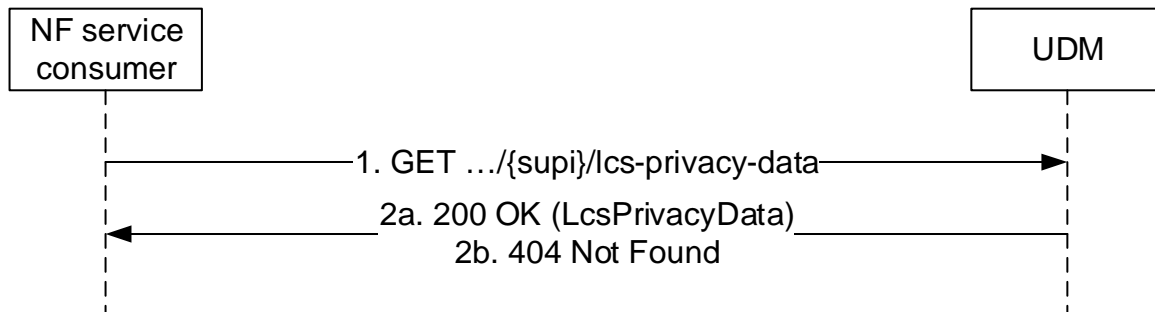 NF service
consumer
UDM
1. GET …/{supi}/lcs-privacy-data
2a. 200 OK (LcsPrivacyData)
2b. 404 Not Found